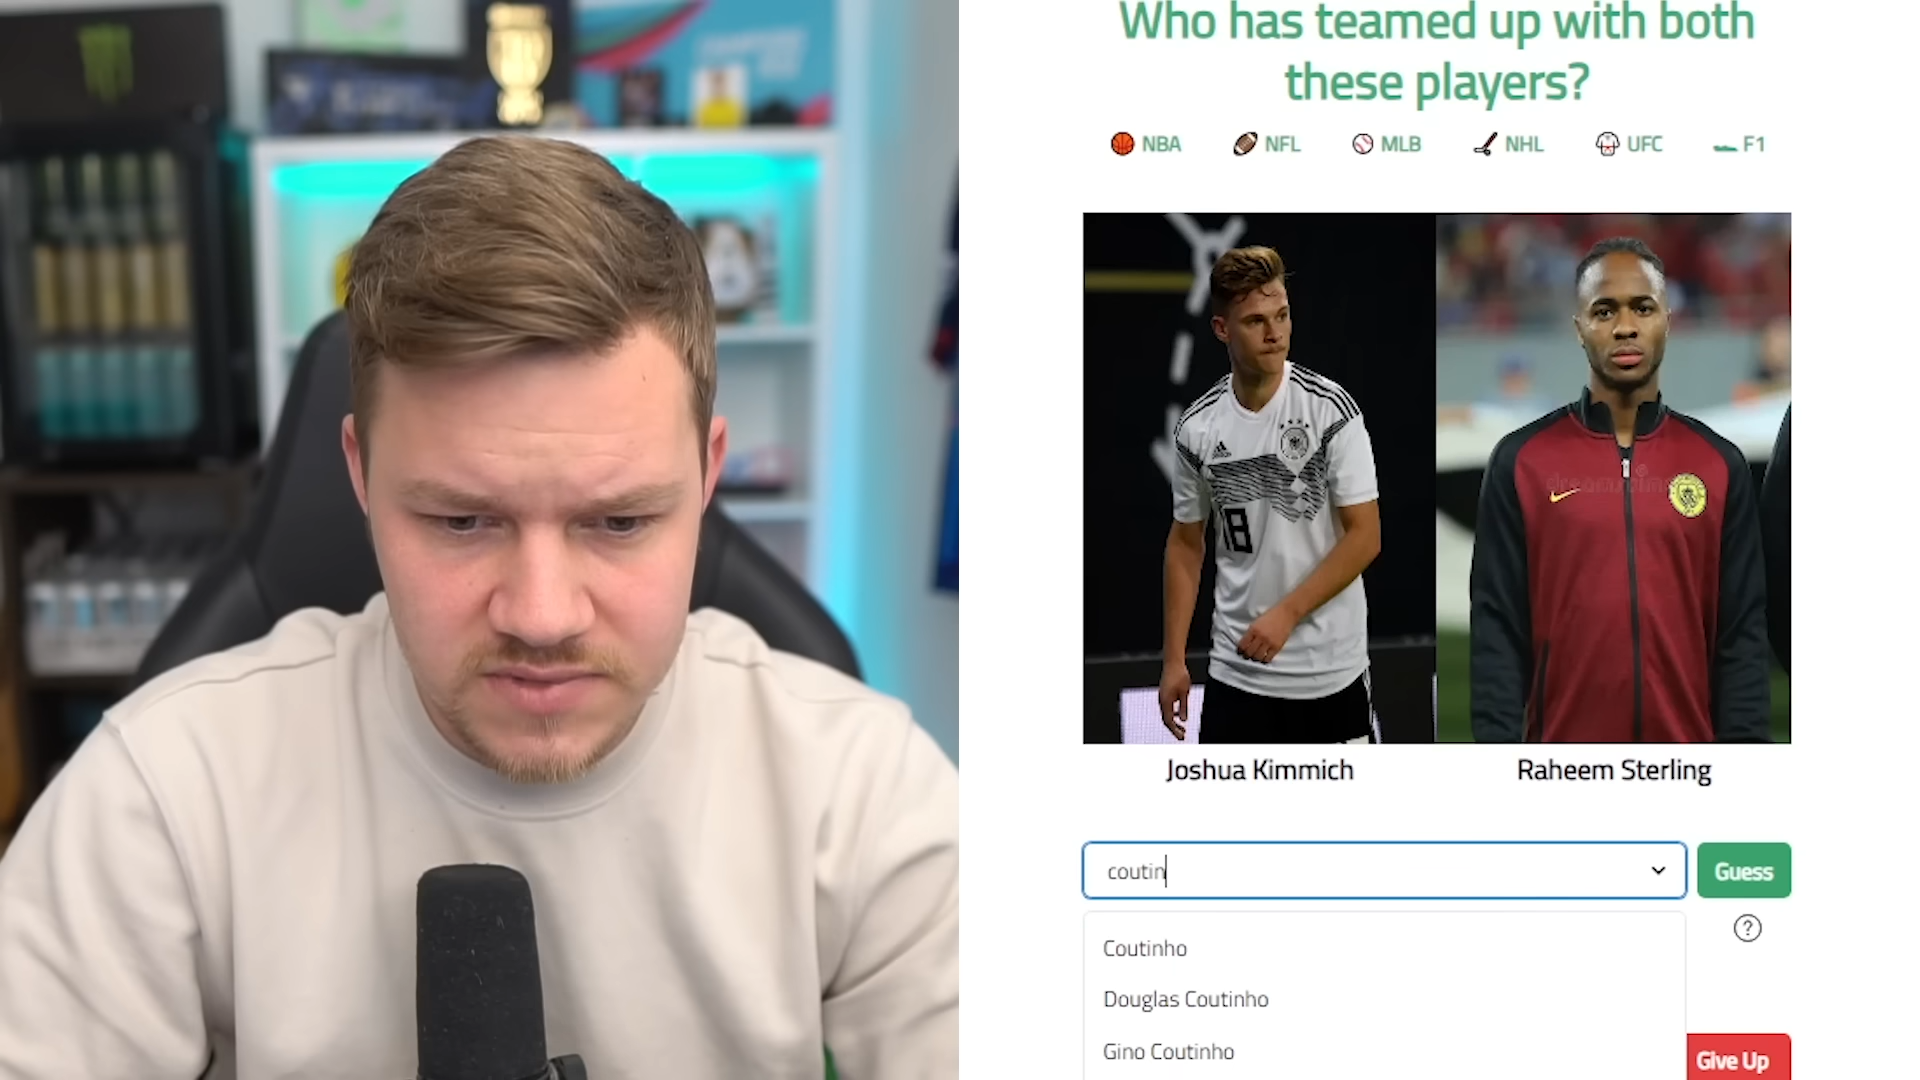 Who has teamed up with both
these players?
NBA NFL MLB NHL UFC F1
18
Joshua Kimmich Raheem Sterling
coutin Guess
?
Coutinho
Douglas Coutinho
Gino Coutinho
Give Up